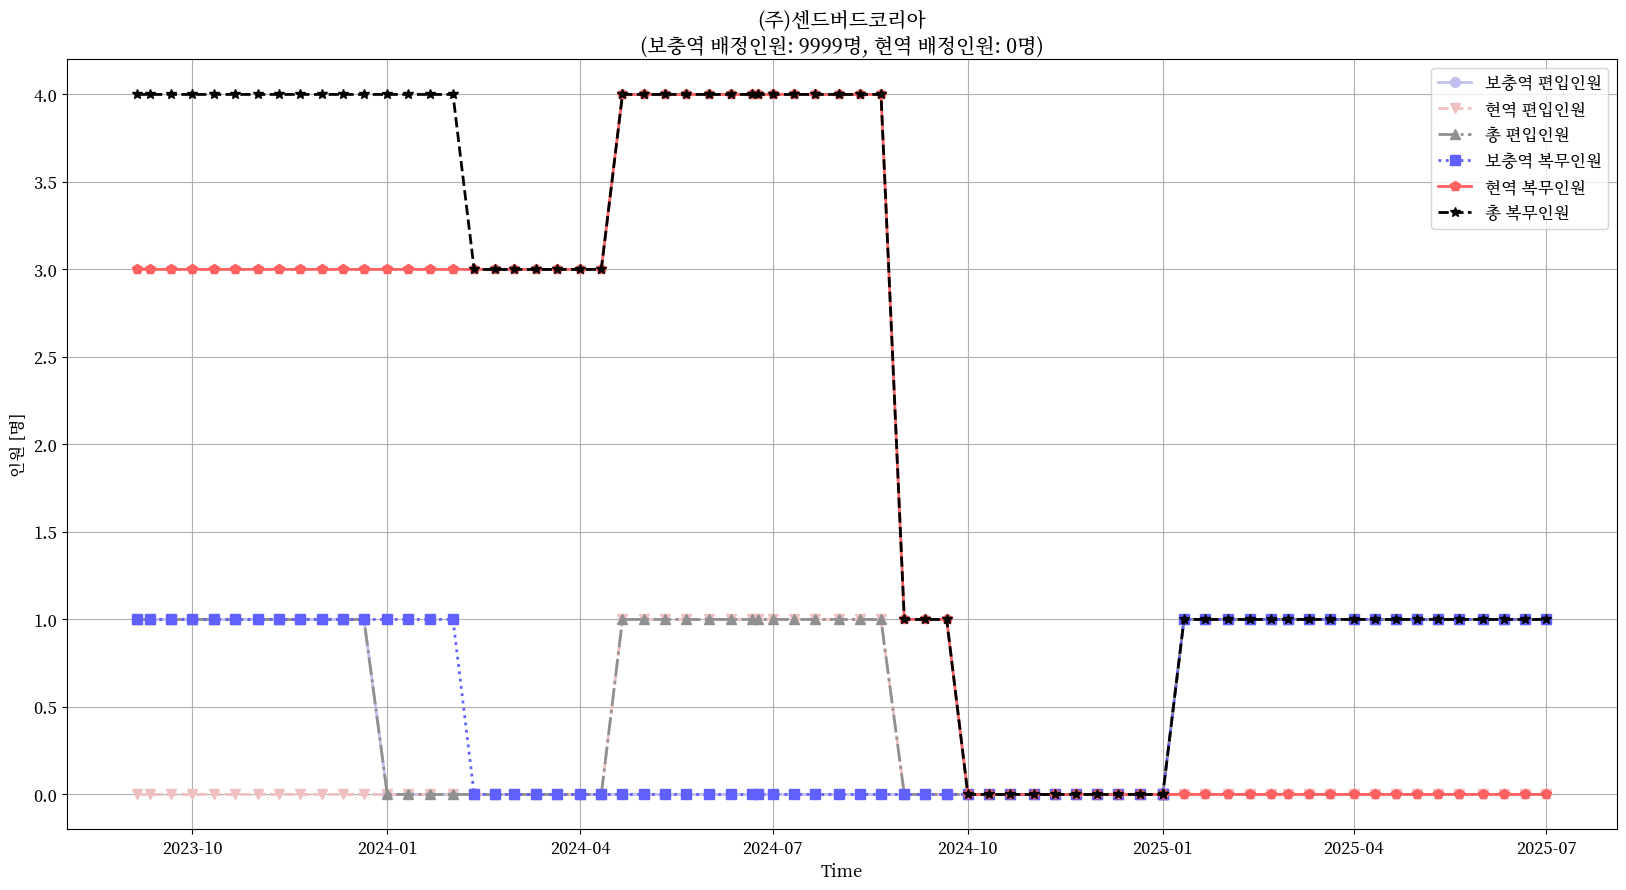 (주)센드버드코리아
(보충역 배정인원: 9999명, 현역 배정인원: 0명)
4.0
3.5
3.0
2.5
2.0
1.5
1.0
0.5
0.0
인원 [명]
보충역 편입인원
현역 편입인원
총 편입인원
보충역 복무인원
현역 복무인원
총 복무인원
2023-10
2024-01
2024-04
2024-07
2024-10
2025-01
2025-04
2025-07
Time